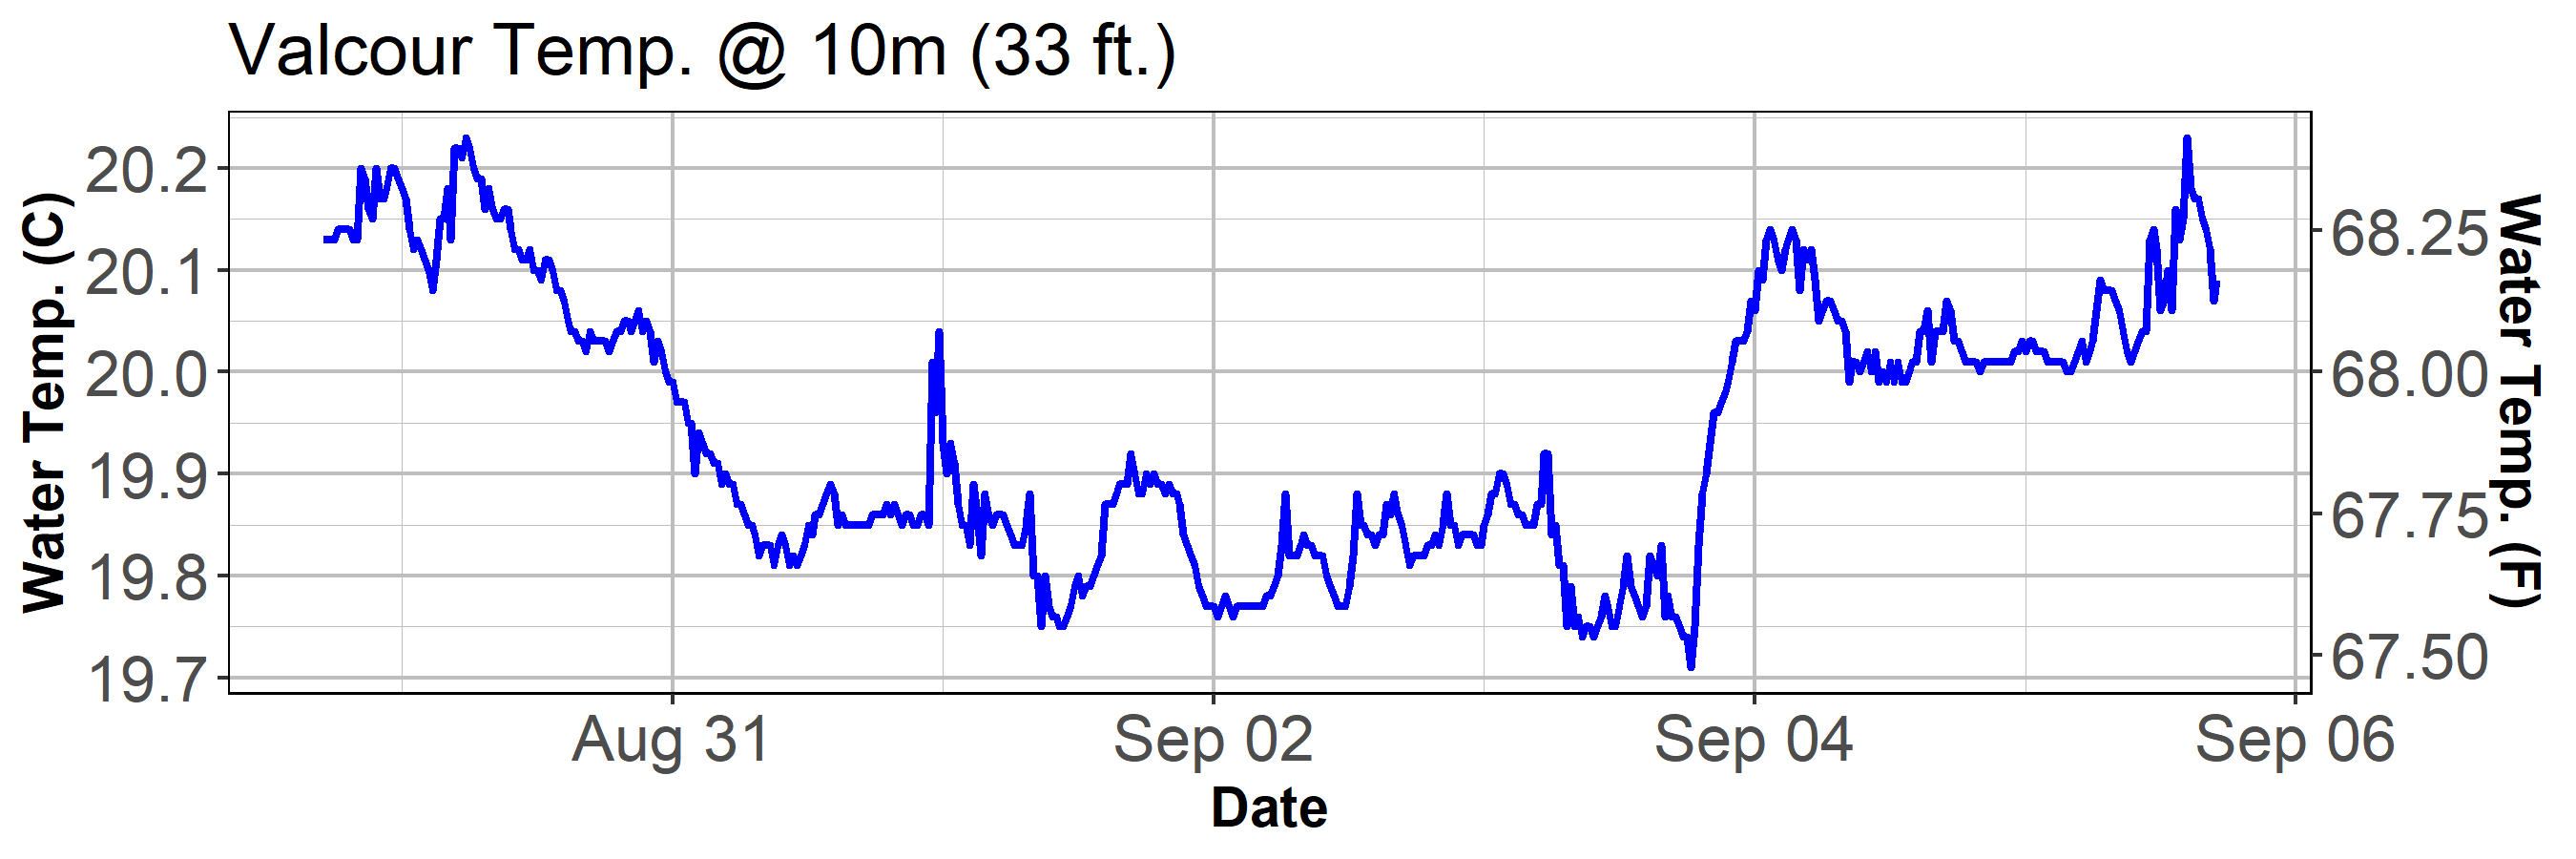 Valcour Temp. @ 10m (33 ft.)
Water Temp. (C)
20.2
20.1
20.0
19.9
19.8
19.7
68.25
68.00
67.75
67.50
Water Temp. (F)
Aug 31 Sep 02 Sep 04 Sep 06
Date